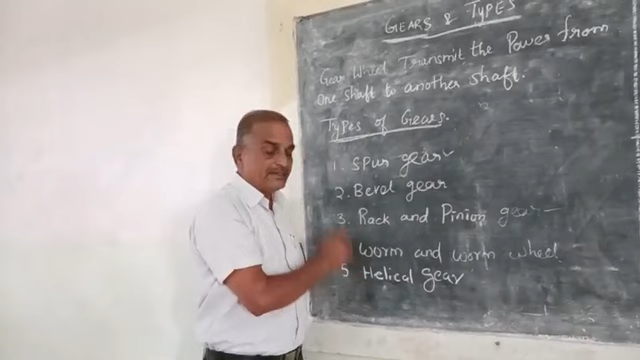 GEARS & TYPES
Gear Wheel Transmit the Power from
One shaft to another shaft.
Types of Gears.
1. Spur gear
2. Bevel gear
3. Rack and Pinion gear
worm and worm wheel
5 Helical gear